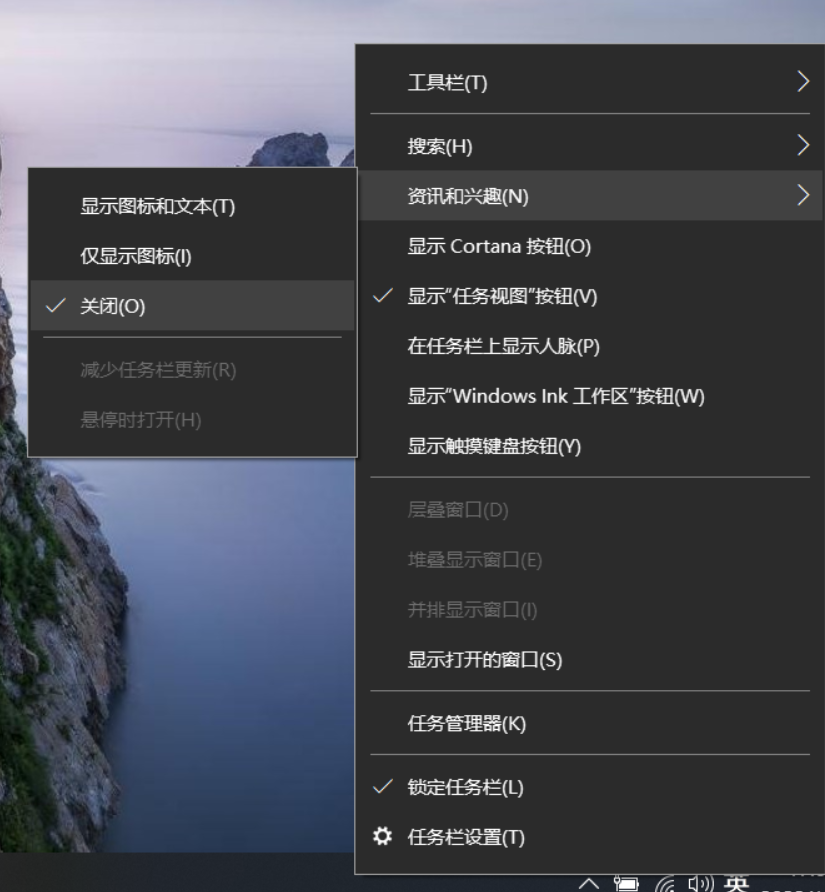 工具栏(T)
搜索(H)
资讯和兴趣(N)
显示图标和文本(T)
仅显示图标(I)
关闭(O)
减少任务栏更新(R)
悬停时打开(H)
显示 Cortana 按钮(O)
显示“任务视图”按钮(V)
在任务栏上显示人脉(P)
显示“Windows Ink 工作区”按钮(W)
显示触摸键盘按钮(Y)
层叠窗口(D)
堆叠显示窗口(E)
并排显示窗口(I)
显示打开的窗口(S)
任务管理器(K)
锁定任务栏(L)
任务栏设置(T)
英